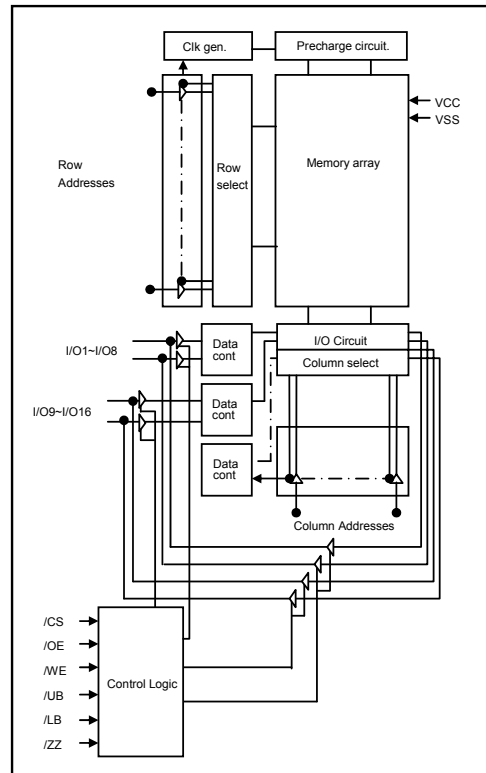 Clk gen.
Precharge circuit.
VCC
VSS
Row
Addresses
Row
select
Memory array
I/O1~I/O8
Data
cont
I/O Circuit
Column select
I/O9~I/O16
Data
cont
Data
cont
Column Addresses
/CS
/OE
/WE
/UB
/LB
/ZZ
Control Logic